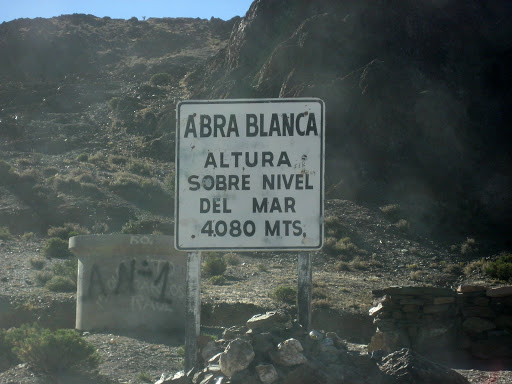 ABRA BLANCA
ALTURA
SOBRE NIVEL
DEL MAR
4.080 MTS.